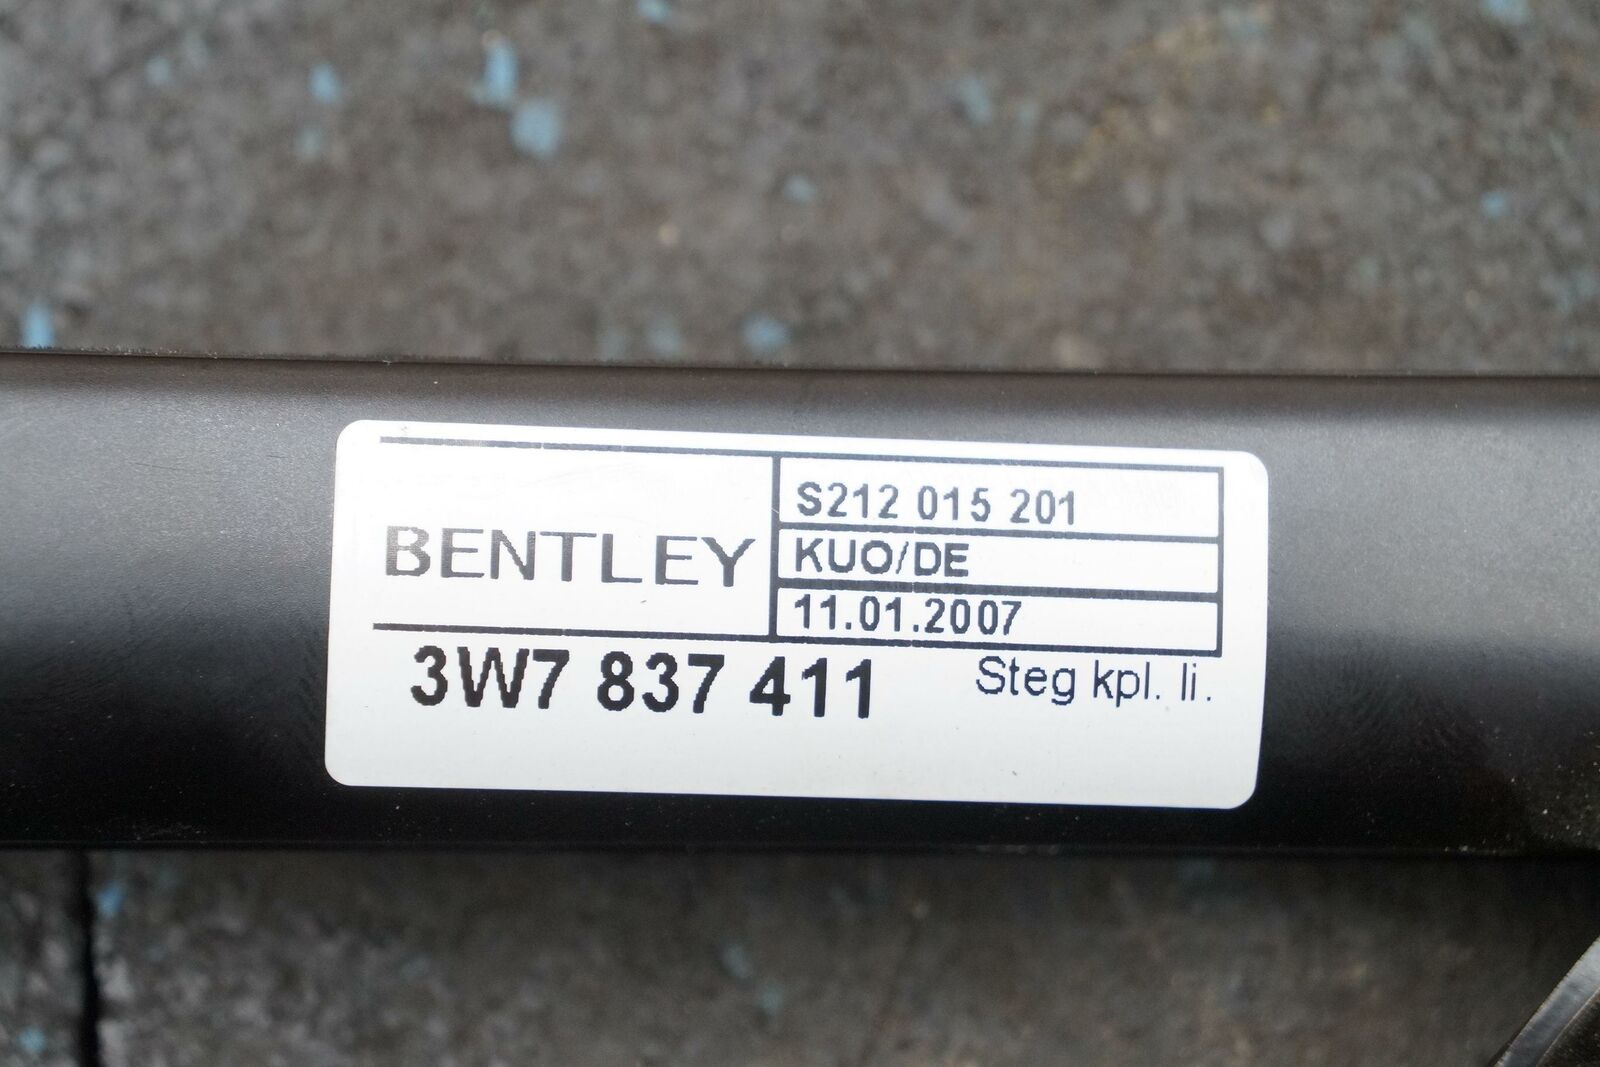 BENTLEY
S212 015 201
KUO/DE
11.01.2007
3W7 837 411
Steg kpl. li.